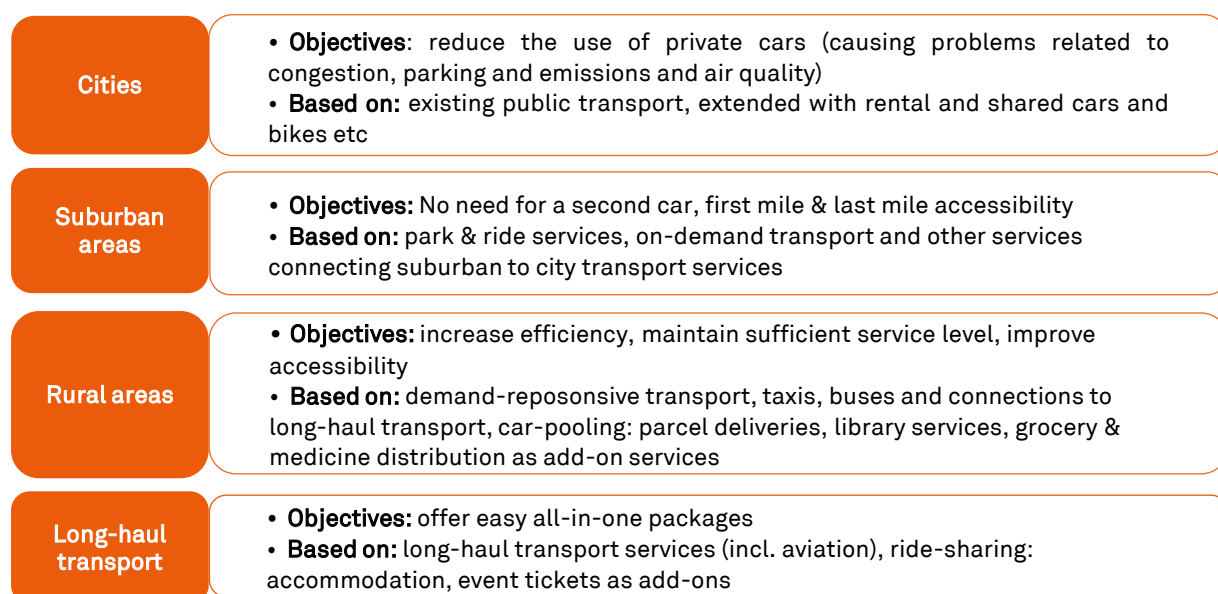 Cities
• Objectives: reduce the use of private cars (causing problems related to
congestion, parking and emissions and air quality)
• Based on: existing public transport, extended with rental and shared cars and
bikes etc
Suburban
areas
• Objectives: No need for a second car, first mile & last mile accessibility
• Based on: park & ride services, on-demand transport and other services
connecting suburban to city transport services
Rural areas
• Objectives: increase efficiency, maintain sufficient service level, improve
accessibility
• Based on: demand-reposonsive transport, taxis, buses and connections to
long-haul transport, car-pooling: parcel deliveries, library services, grocery &
medicine distribution as add-on services
Long-haul
transport
• Objectives: offer easy all-in-one packages
• Based on: long-haul transport services (incl. aviation), ride-sharing:
accommodation, event tickets as add-ons